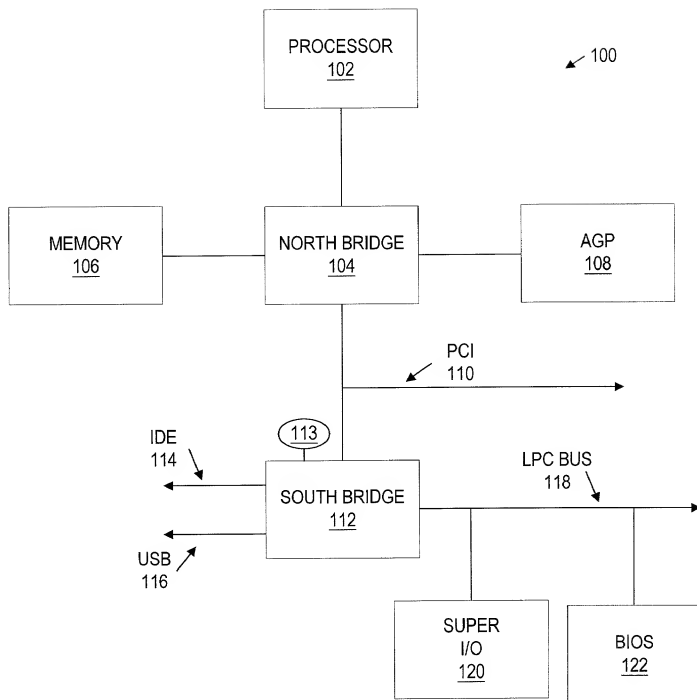 PROCESSOR
102
100
MEMORY
106
NORTH BRIDGE
104
AGP
108
PCI
110
113
IDE
114
LPC BUS
118
SOUTH BRIDGE
112
USB
116
SUPER
I/O
120
BIOS
122